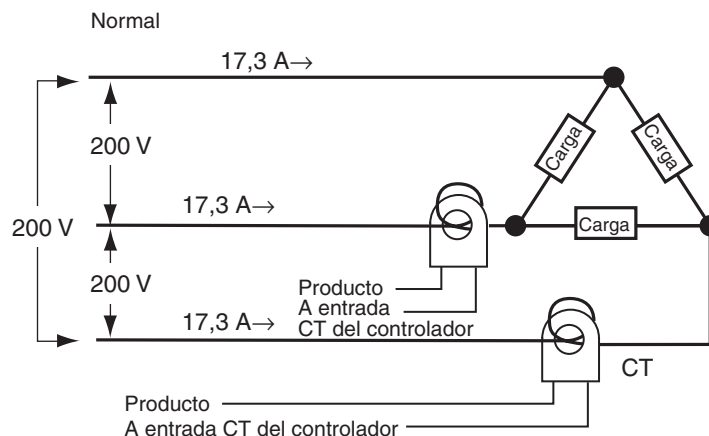 Normal
17,3 A→
200 V
Carga
Carga
17,3 A→
200 V
Carga
200 V
Producto
A entrada
CT del controlador
17,3 A→
CT
Producto
A entrada CT del controlador